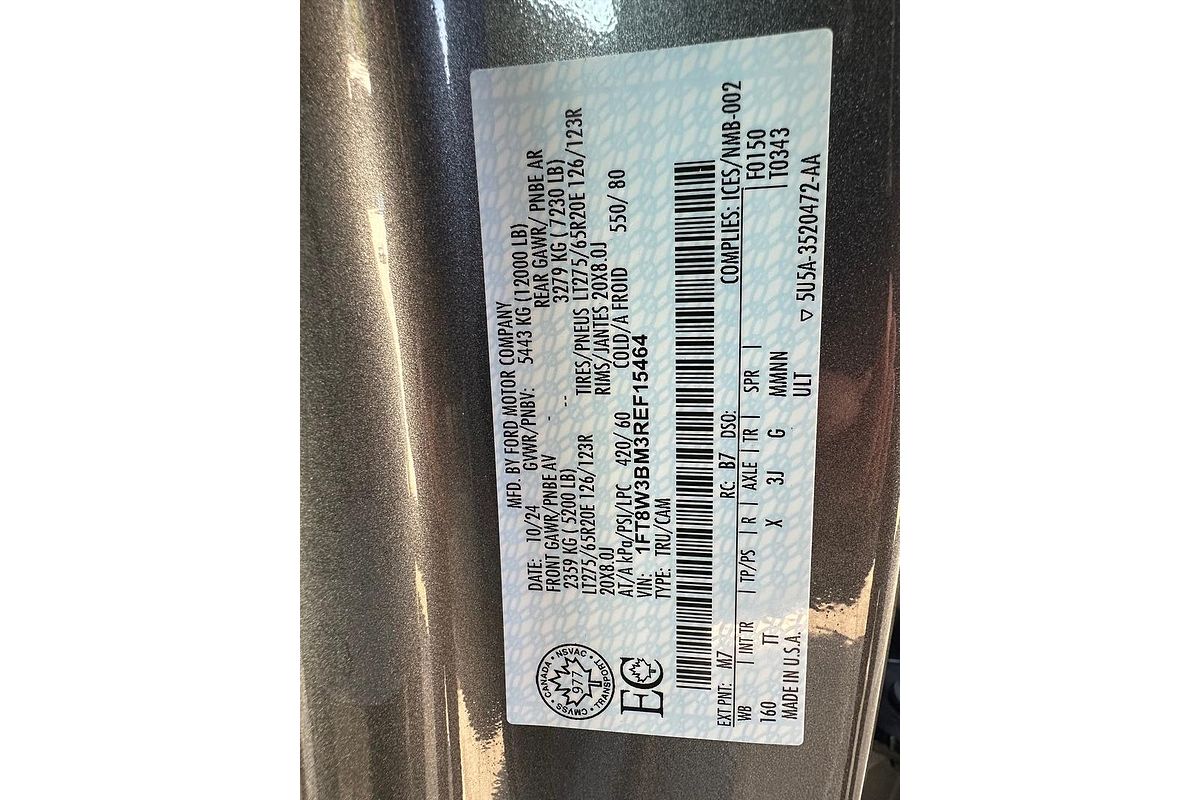 MFD. BY FORD MOTOR COMPANY
DATE: 10/24 GVWR/PNBV: 5443 KG (12000 LB)
FRONT GAWR/PNBE AV - REAR GAWR/ PNBE AR
2359 KG ( 5200 LB) -- 3279 KG ( 7230 LB)
LT275/65R20E 126/123R TIRES/PNEUS LT275/65R20E 126/123R
20X8.0J RIMS/JANTES 20X8.0J
AT/A kPa/PSI/LPC 420/ 60 COLD/A FROID 550/ 80
VIN: 1FT8W3BM3REF15464
TYPE: TRU/CAM
CANADA • NSVAC • TRANSPORT • CMVSS •
977
EC
EXT PNT: M7 RC: B7 DSO: COMPLIES: ICES/NMB-002
WB | INT TR | TP/PS | R | AXLE | TR | SPR | F0150
160 TT X 3J G MMNN | T0343
MADE IN U.S.A. ULT ▽ 5U5A-3520472-AA